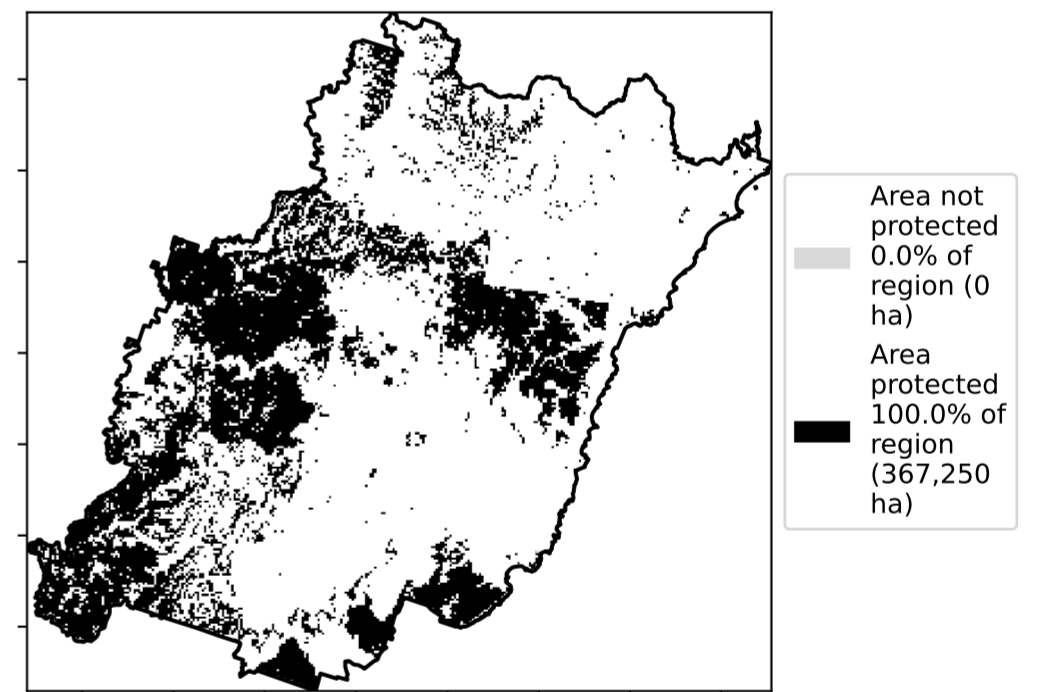 Area not
protected
0.0% of
region (0
ha)
Area
protected
100.0% of
region
(367,250
ha)